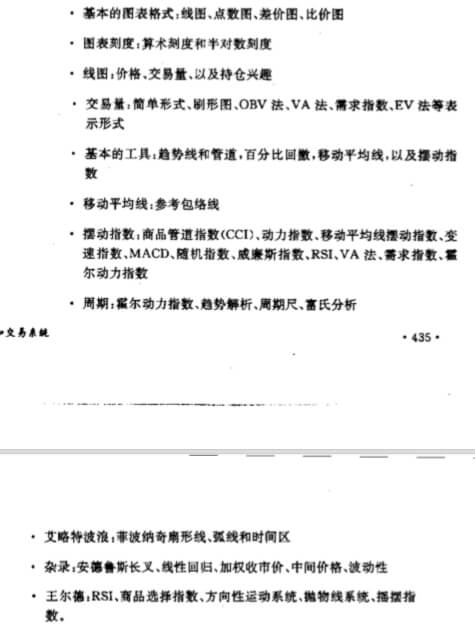 · 基本的图表格式:线图、点数图、差价图、比价图
· 图表刻度:算术刻度和半对数刻度
· 线图:价格、交易量、以及持仓兴趣
· 交易量:简单形式、刷形图、OBV 法、VA 法、需求指数、EV 法等表
示形式
· 基本的工具:趋势线和管道,百分比回撤,移动平均线,以及摆动指
数
· 移动平均线:参考包络线
· 摆动指数:商品管道指数(CCI)、动力指数、移动平均线摆动指数、变
速指数、MACD、随机指数、威廉斯指数、RSI、VA 法、需求指数、霍
尔动力指数
· 周期:霍尔动力指数、趋势解析、周期尺、富氏分析
交易系统
· 435 ·
· 艾略特波浪:菲波纳奇扇形线、弧线和时间区
· 杂录:安德鲁斯长叉、线性回归、加权收市价、中间价格、波动性
· 王尔德:RSI、商品选择指数、方向性运动系统、抛物线系统、摇摆指
数。